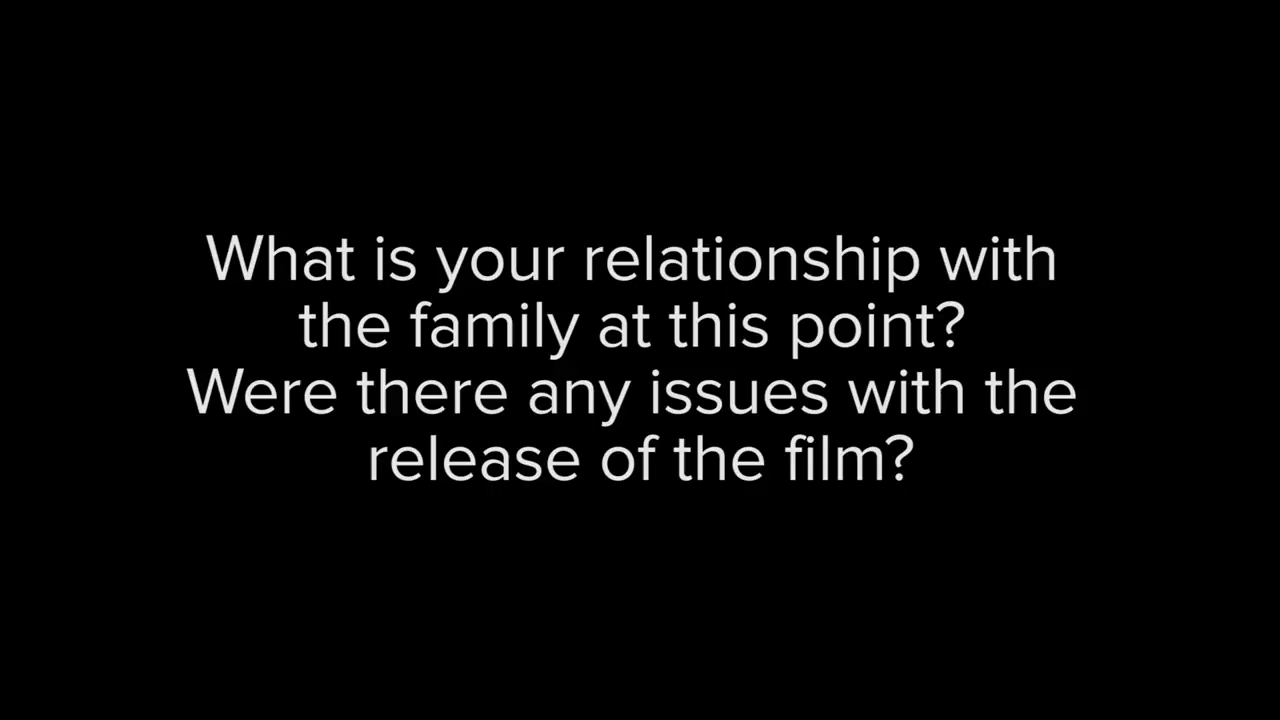 What is your relationship with
the family at this point?
Were there any issues with the
release of the film?